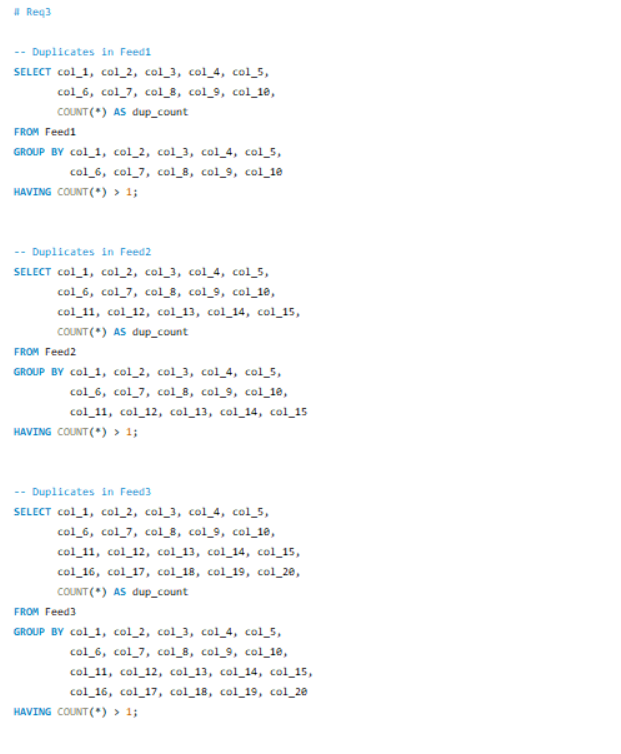 # Req3
-- Duplicates in Feed1
SELECT col_1, col_2, col_3, col_4, col_5,
col_6, col_7, col_8, col_9, col_10,
COUNT(*) AS dup_count
FROM Feed1
GROUP BY col_1, col_2, col_3, col_4, col_5,
col_6, col_7, col_8, col_9, col_10
HAVING COUNT(*) > 1;
-- Duplicates in Feed2
SELECT col_1, col_2, col_3, col_4, col_5,
col_6, col_7, col_8, col_9, col_10,
col_11, col_12, col_13, col_14, col_15,
COUNT(*) AS dup_count
FROM Feed2
GROUP BY col_1, col_2, col_3, col_4, col_5,
col_6, col_7, col_8, col_9, col_10,
col_11, col_12, col_13, col_14, col_15
HAVING COUNT(*) > 1;
-- Duplicates in Feed3
SELECT col_1, col_2, col_3, col_4, col_5,
col_6, col_7, col_8, col_9, col_10,
col_11, col_12, col_13, col_14, col_15,
col_16, col_17, col_18, col_19, col_20,
COUNT(*) AS dup_count
FROM Feed3
GROUP BY col_1, col_2, col_3, col_4, col_5,
col_6, col_7, col_8, col_9, col_10,
col_11, col_12, col_13, col_14, col_15,
col_16, col_17, col_18, col_19, col_20
HAVING COUNT(*) > 1;